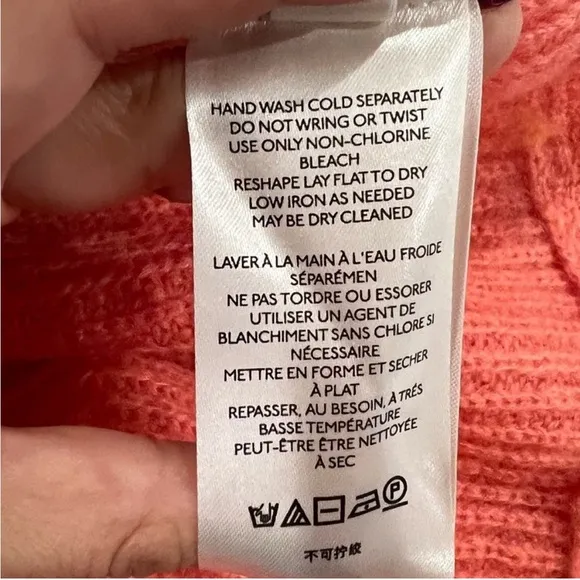 HAND WASH COLD SEPARATELY
DO NOT WRING OR TWIST
USE ONLY NON-CHLORINE
BLEACH
RESHAPE LAY FLAT TO DRY
LOW IRON AS NEEDED
MAY BE DRY CLEANED
LAVER À LA MAIN À L'EAU FROIDE
SÉPARÉMEN
NE PAS TORDRE OU ESSORER
UTILISER UN AGENT DE
BLANCHIMENT SANS CHLORE SI
NÉCESSAIRE
METTRE EN FORME ET SECHER
À PLAT
REPASSER, AU BESOIN, À TRÉS
BASSE TEMPÉRATURE
PEUT-ÊTRE ÊTRE NETTOYÉE
À SEC
P
不可拧绞